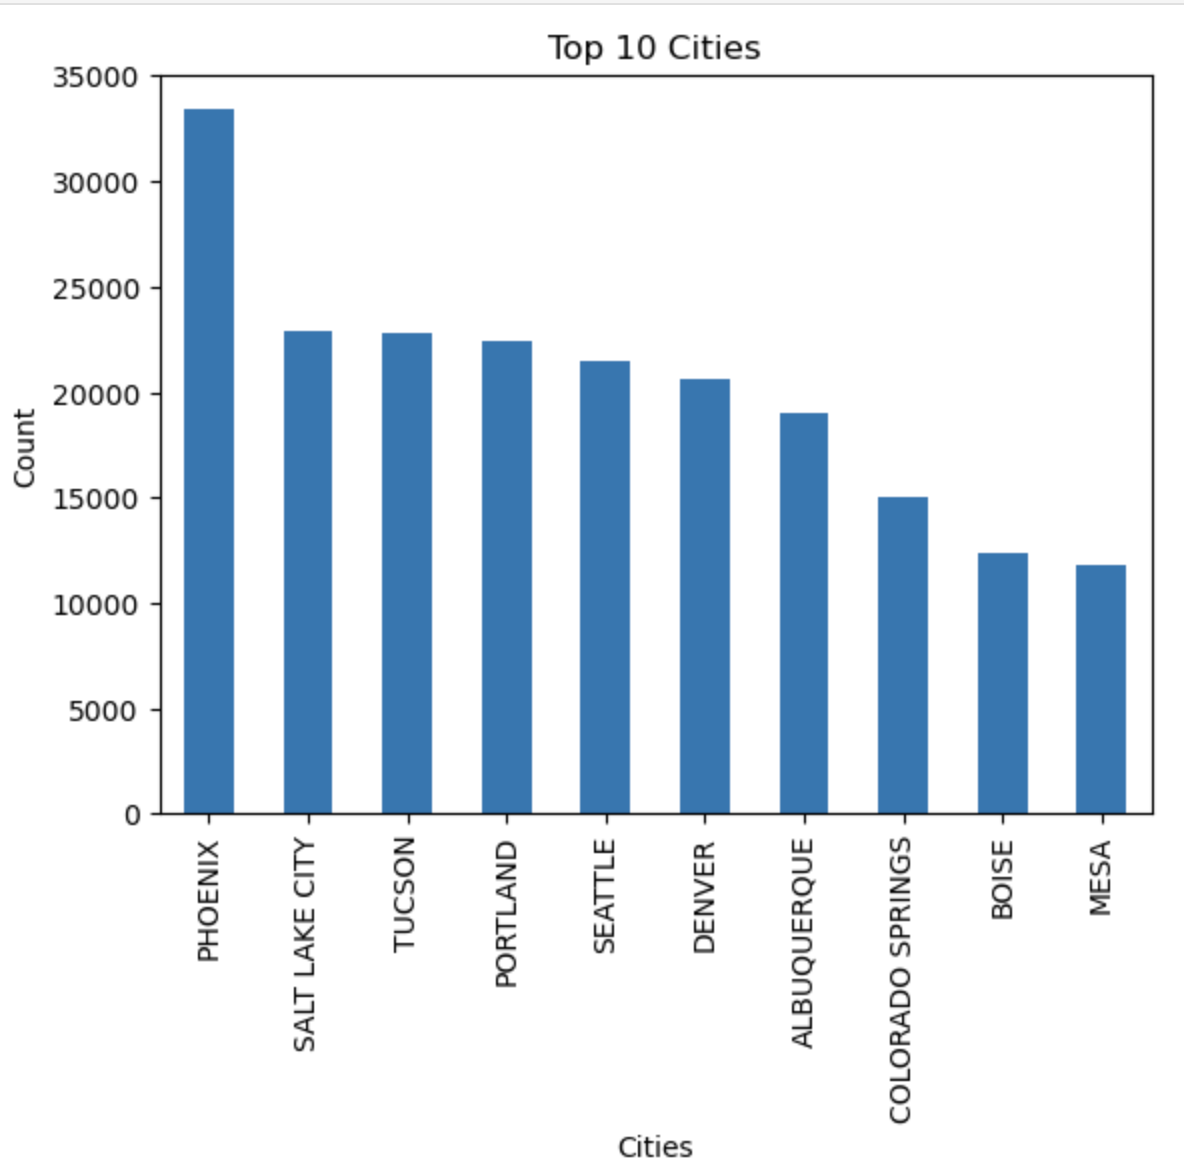 Top 10 Cities
35000
30000
25000
20000
15000
10000
5000
0
Count
PHOENIX
SALT LAKE CITY
TUCSON
PORTLAND
SEATTLE
DENVER
ALBUQUERQUE
COLORADO SPRINGS
BOISE
MESA
Cities